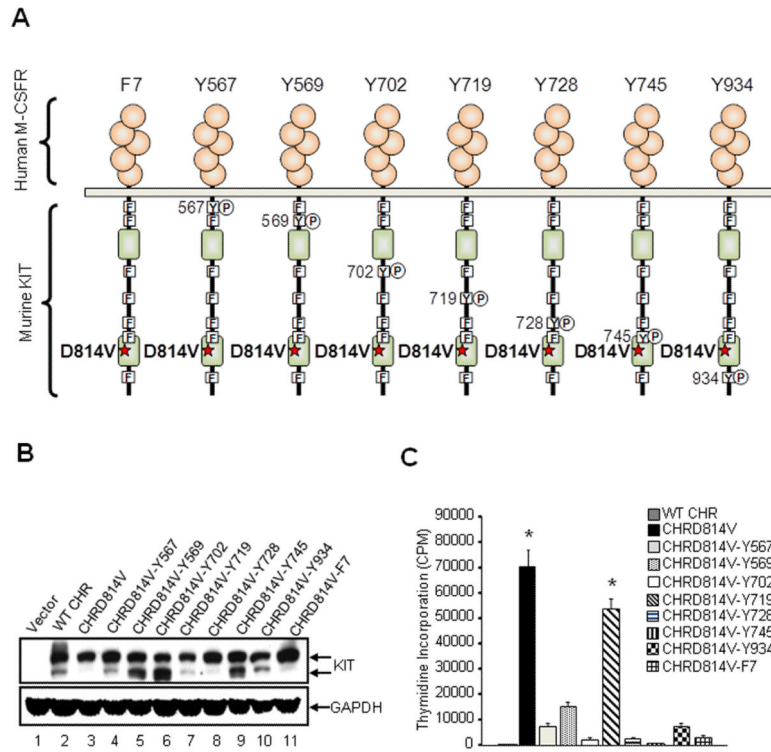 A
F7 Y567 Y569 Y702 Y719 Y728 Y745 Y934
Human M-CSFR
Murine KIT
F F F F F F F
567 Y P
F F F F F F
F
569 Y P
F F F F F F
F F
702 Y P
F F F F
F F F
719 Y P
F F F
F F F F
728 Y P
F F
F F F F F
745 Y P
F
F F F F F F
934 Y P
D814V D814V D814V D814V D814V D814V D814V D814V
B
Vector
WT CHR
CHRD814V
CHRD814V-Y567
CHRD814V-Y569
CHRD814V-Y702
CHRD814V-Y719
CHRD814V-Y728
CHRD814V-Y745
CHRD814V-Y934
CHRD814V-F7
KIT
GAPDH
1 2 3 4 5 6 7 8 9 10 11
C
Thymidine Incorporation (CPM)
90000
80000
70000
60000
50000
40000
30000
20000
10000
0
*
*
WT CHR
CHRD814V
CHRD814V-Y567
CHRD814V-Y569
CHRD814V-Y702
CHRD814V-Y719
CHRD814V-Y728
CHRD814V-Y745
CHRD814V-Y934
CHRD814V-F7